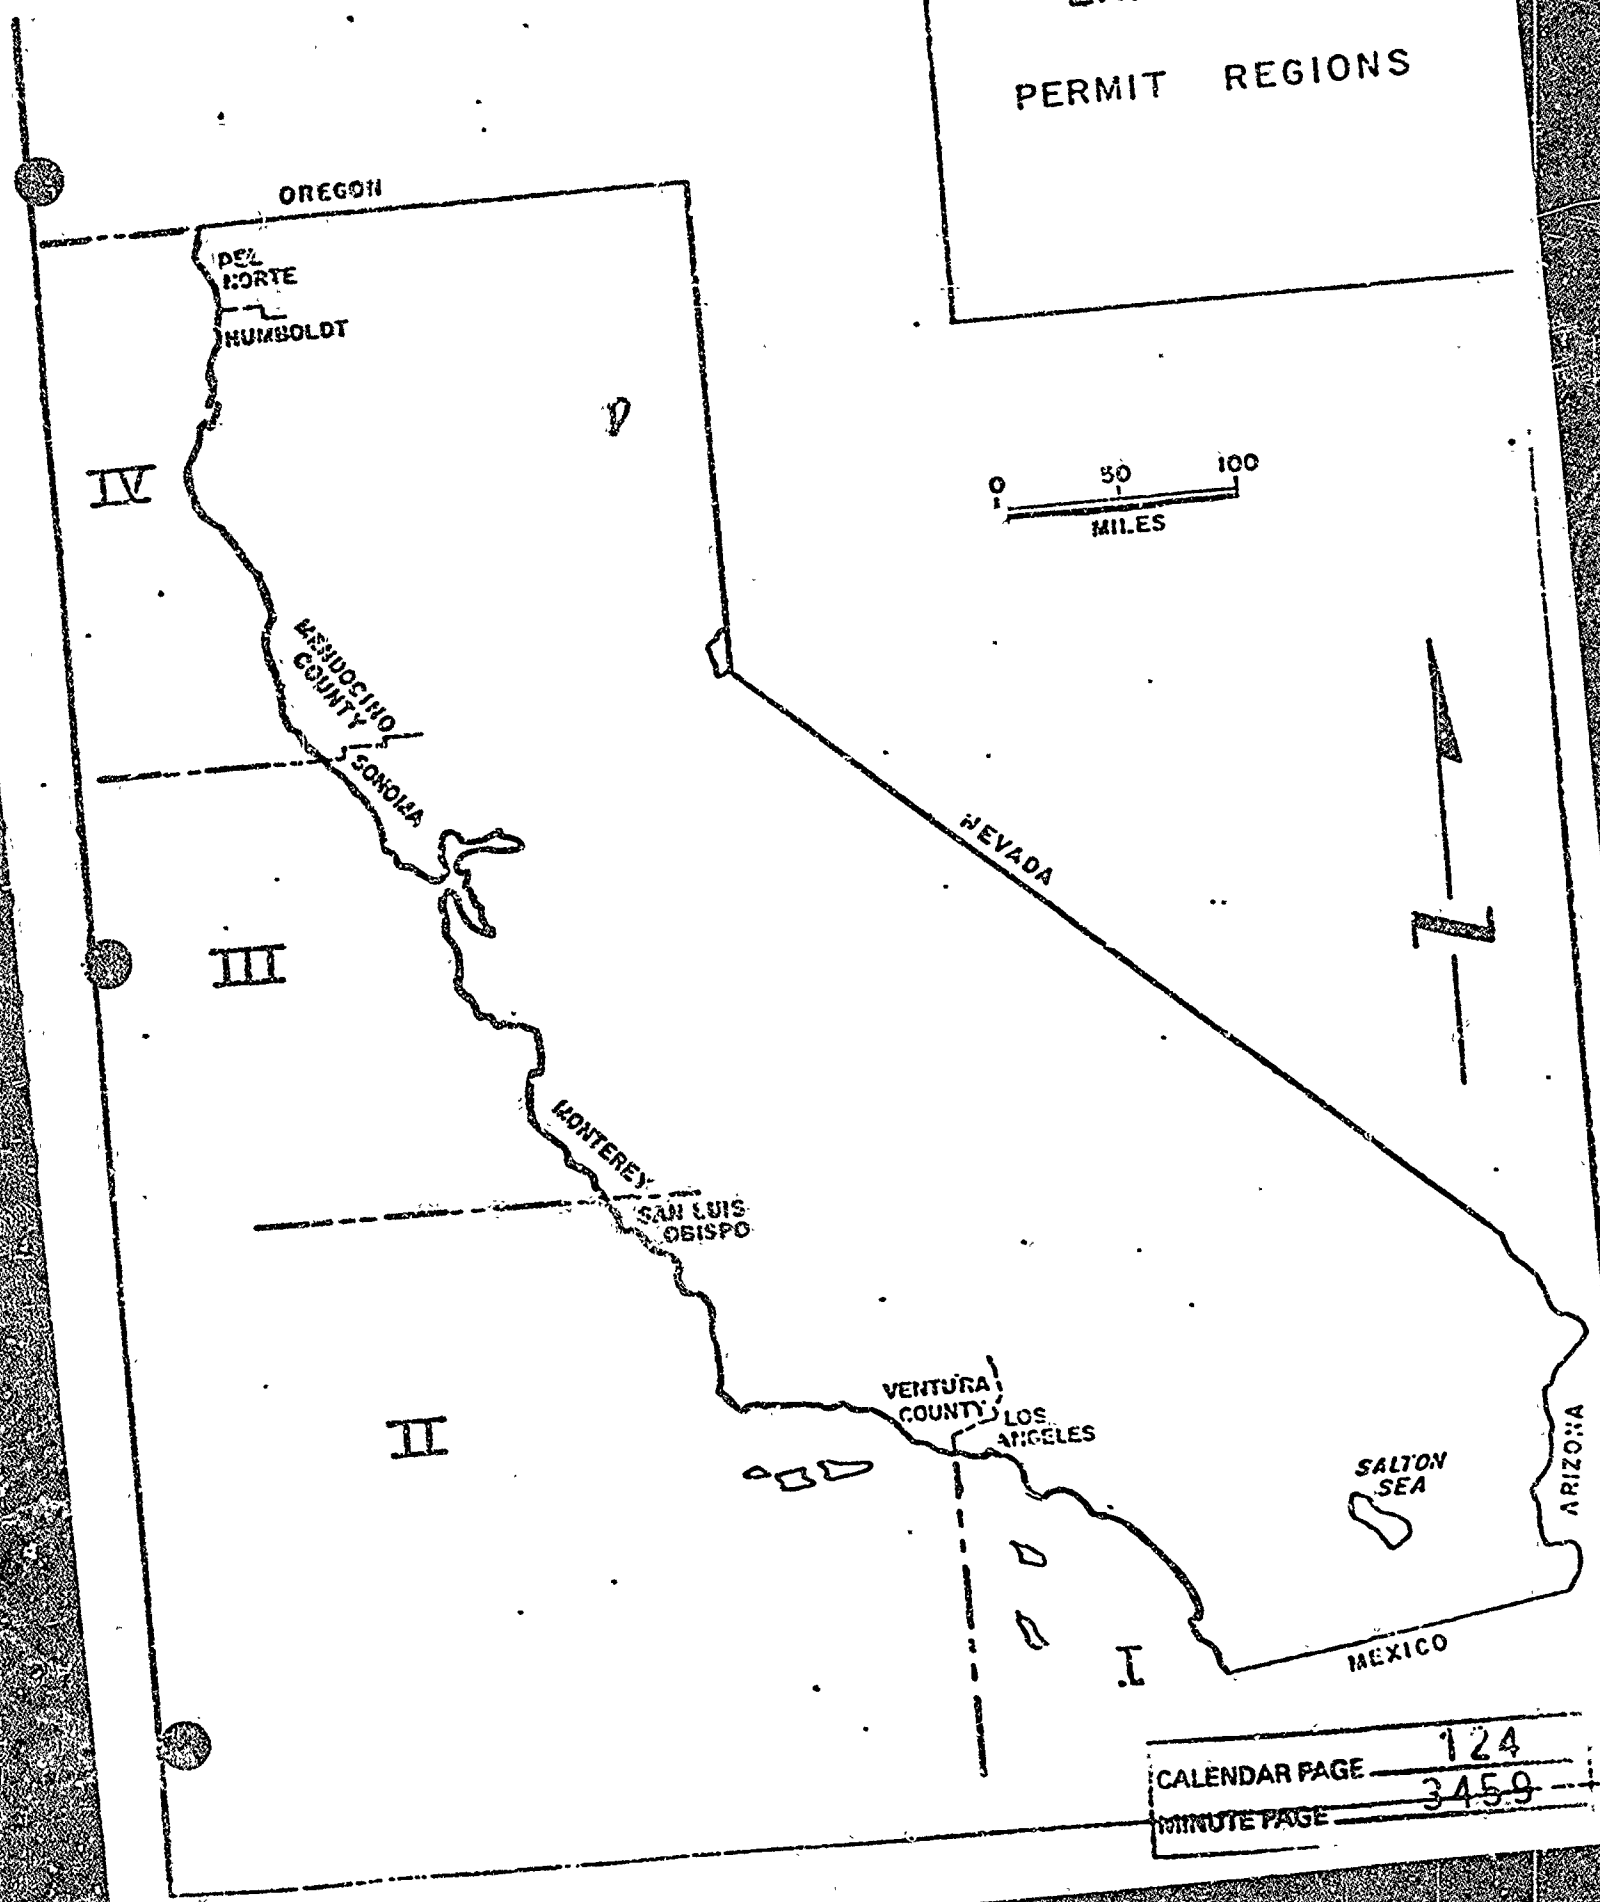 PERMIT REGIONS
OREGON
DEL
NORTE
HUMBOLDT
IV
0 50 100
MILES
MENDOCINO
COUNTY
SONOMA
NEVADA
Z
III
MONTEREY
SAN LUIS
OBISPO
VENTURA
COUNTY
LOS
ANGELES
II
SALTON
SEA
ARIZONA
I
MEXICO
CALENDAR PAGE 124
MINUTE PAGE 3459